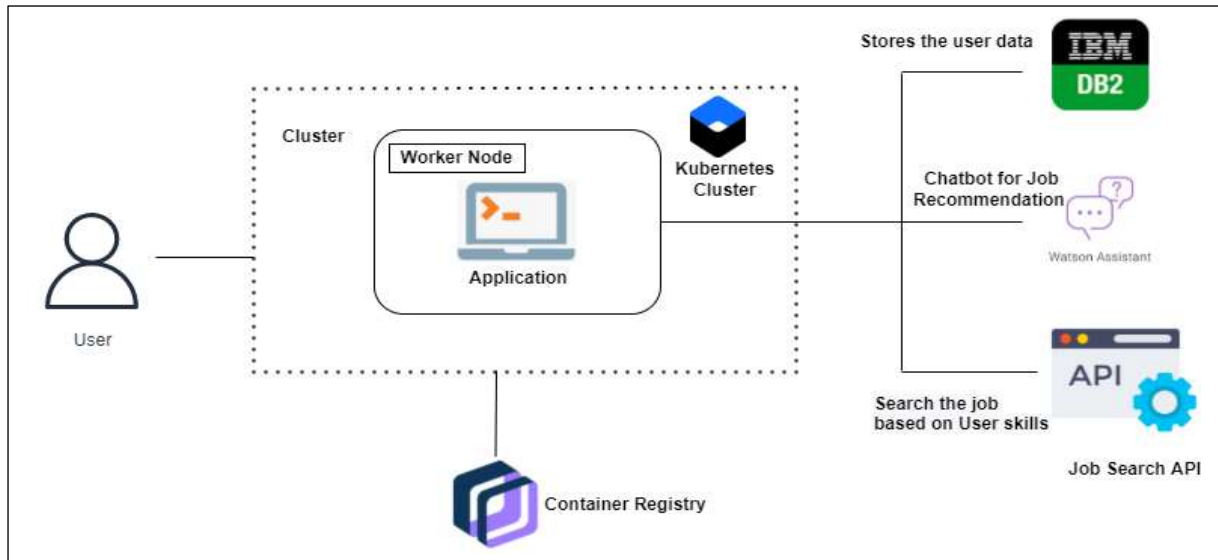 Stores the user data
IBM
DB2
Cluster
Worker Node
Kubernetes
Cluster
Application
Chatbot for Job
Recommendation
Watson Assistant
User
API
Search the job
based on User skills
Job Search API
Container Registry